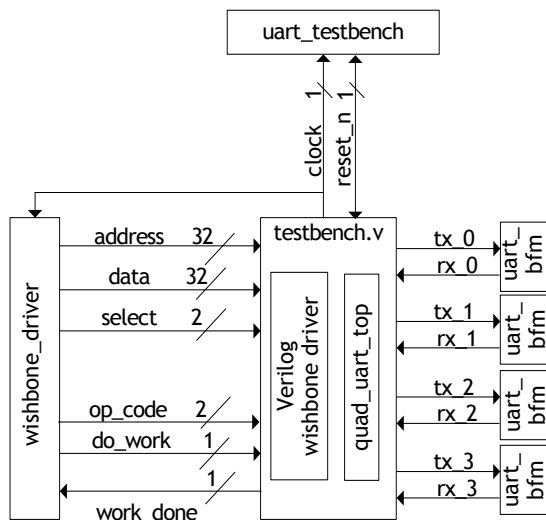 uart_testbench
clock
1
reset_n
1
wishbone_driver
address 32
data 32
select 2
op_code 2
do_work 1
1
work_done
testbench.v
Verilog
wishbone driver
quad_uart_top
tx_0
rx_0
uart_
bfm
tx_1
rx_1
uart_
bfm
tx_2
rx_2
uart_
bfm
tx_3
rx_3
uart_
bfm